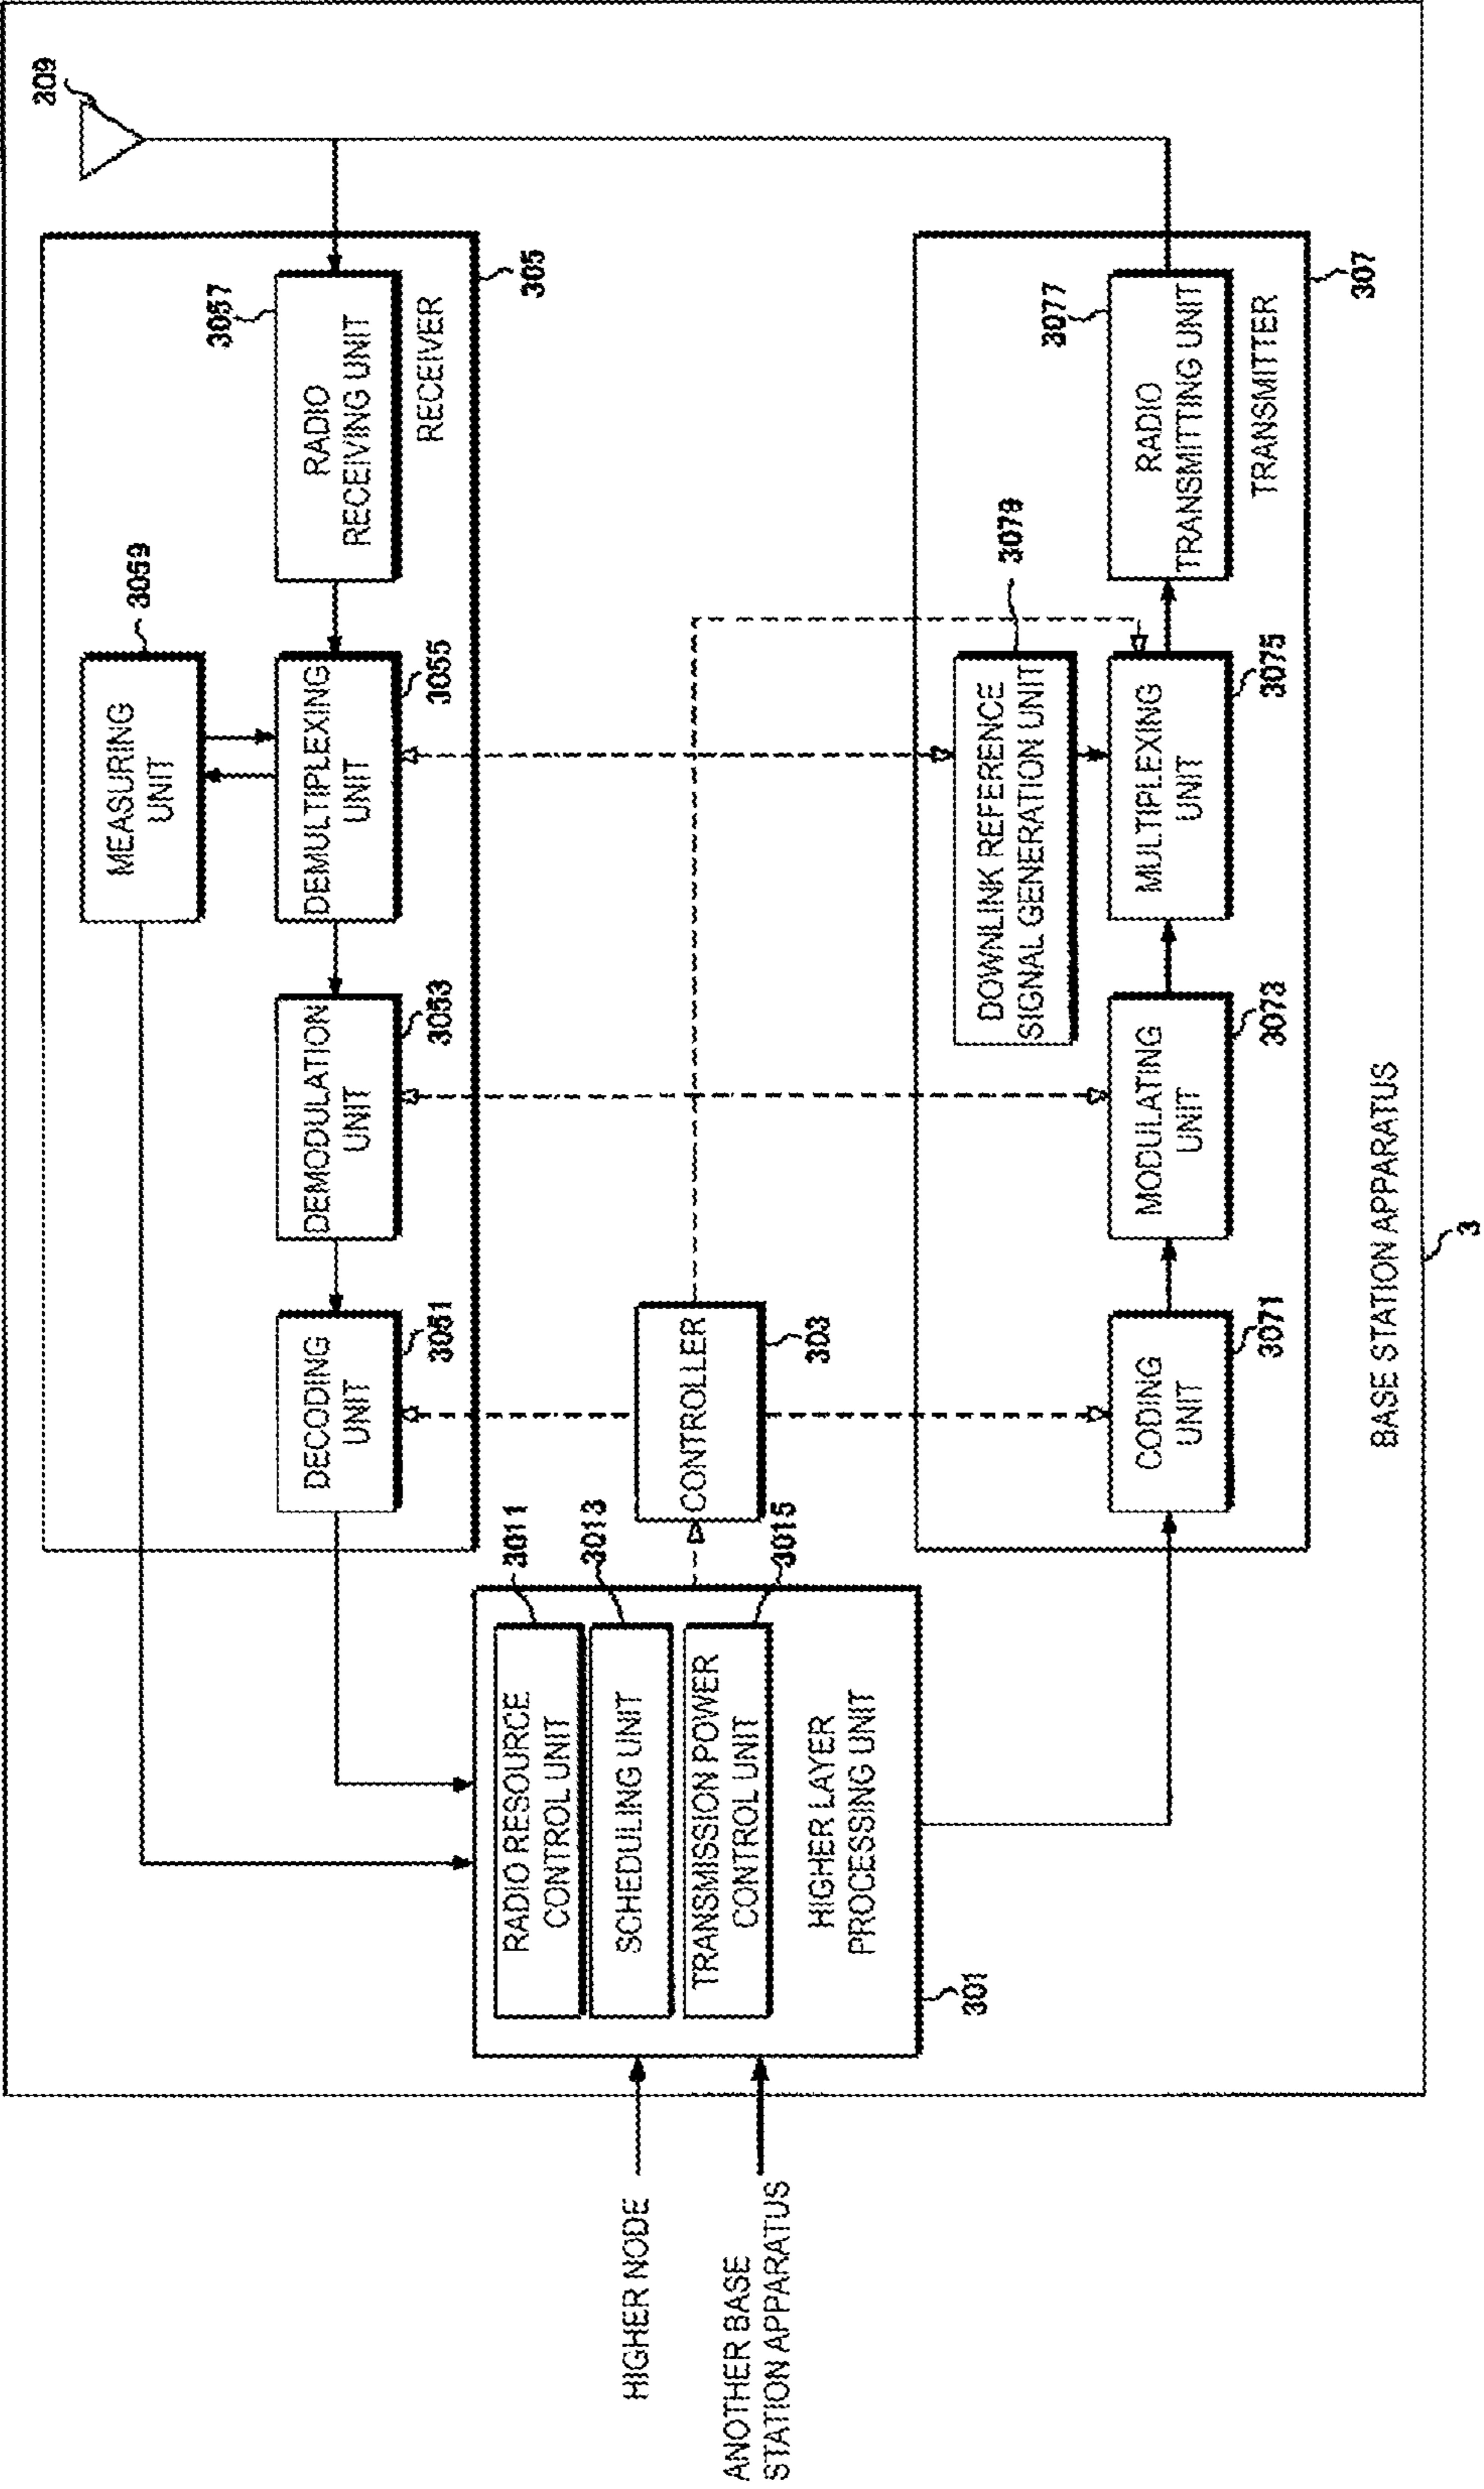 HIGHER NODE
ANOTHER BASE
STATION APPARATUS
301
RADIO RESOURCE
CONTROL UNIT
3011
SCHEDULING UNIT
3013
TRANSMISSION POWER
CONTROL UNIT
3015
HIGHER LAYER
PROCESSING UNIT
CONTROLLER
303
DECODING
UNIT
3051
DEMODULATION
UNIT
3053
DEMULTIPLEXING
UNIT
3055
MEASURING
UNIT
3059
RADIO
RECEIVING UNIT
3057
RECEIVER
305
309
CODING
UNIT
3071
MODULATING
UNIT
3073
MULTIPLEXING
UNIT
3075
DOWNLINK REFERENCE
SIGNAL GENERATION UNIT
3079
RADIO
TRANSMITTING UNIT
3077
TRANSMITTER
307
BASE STATION APPARATUS
3